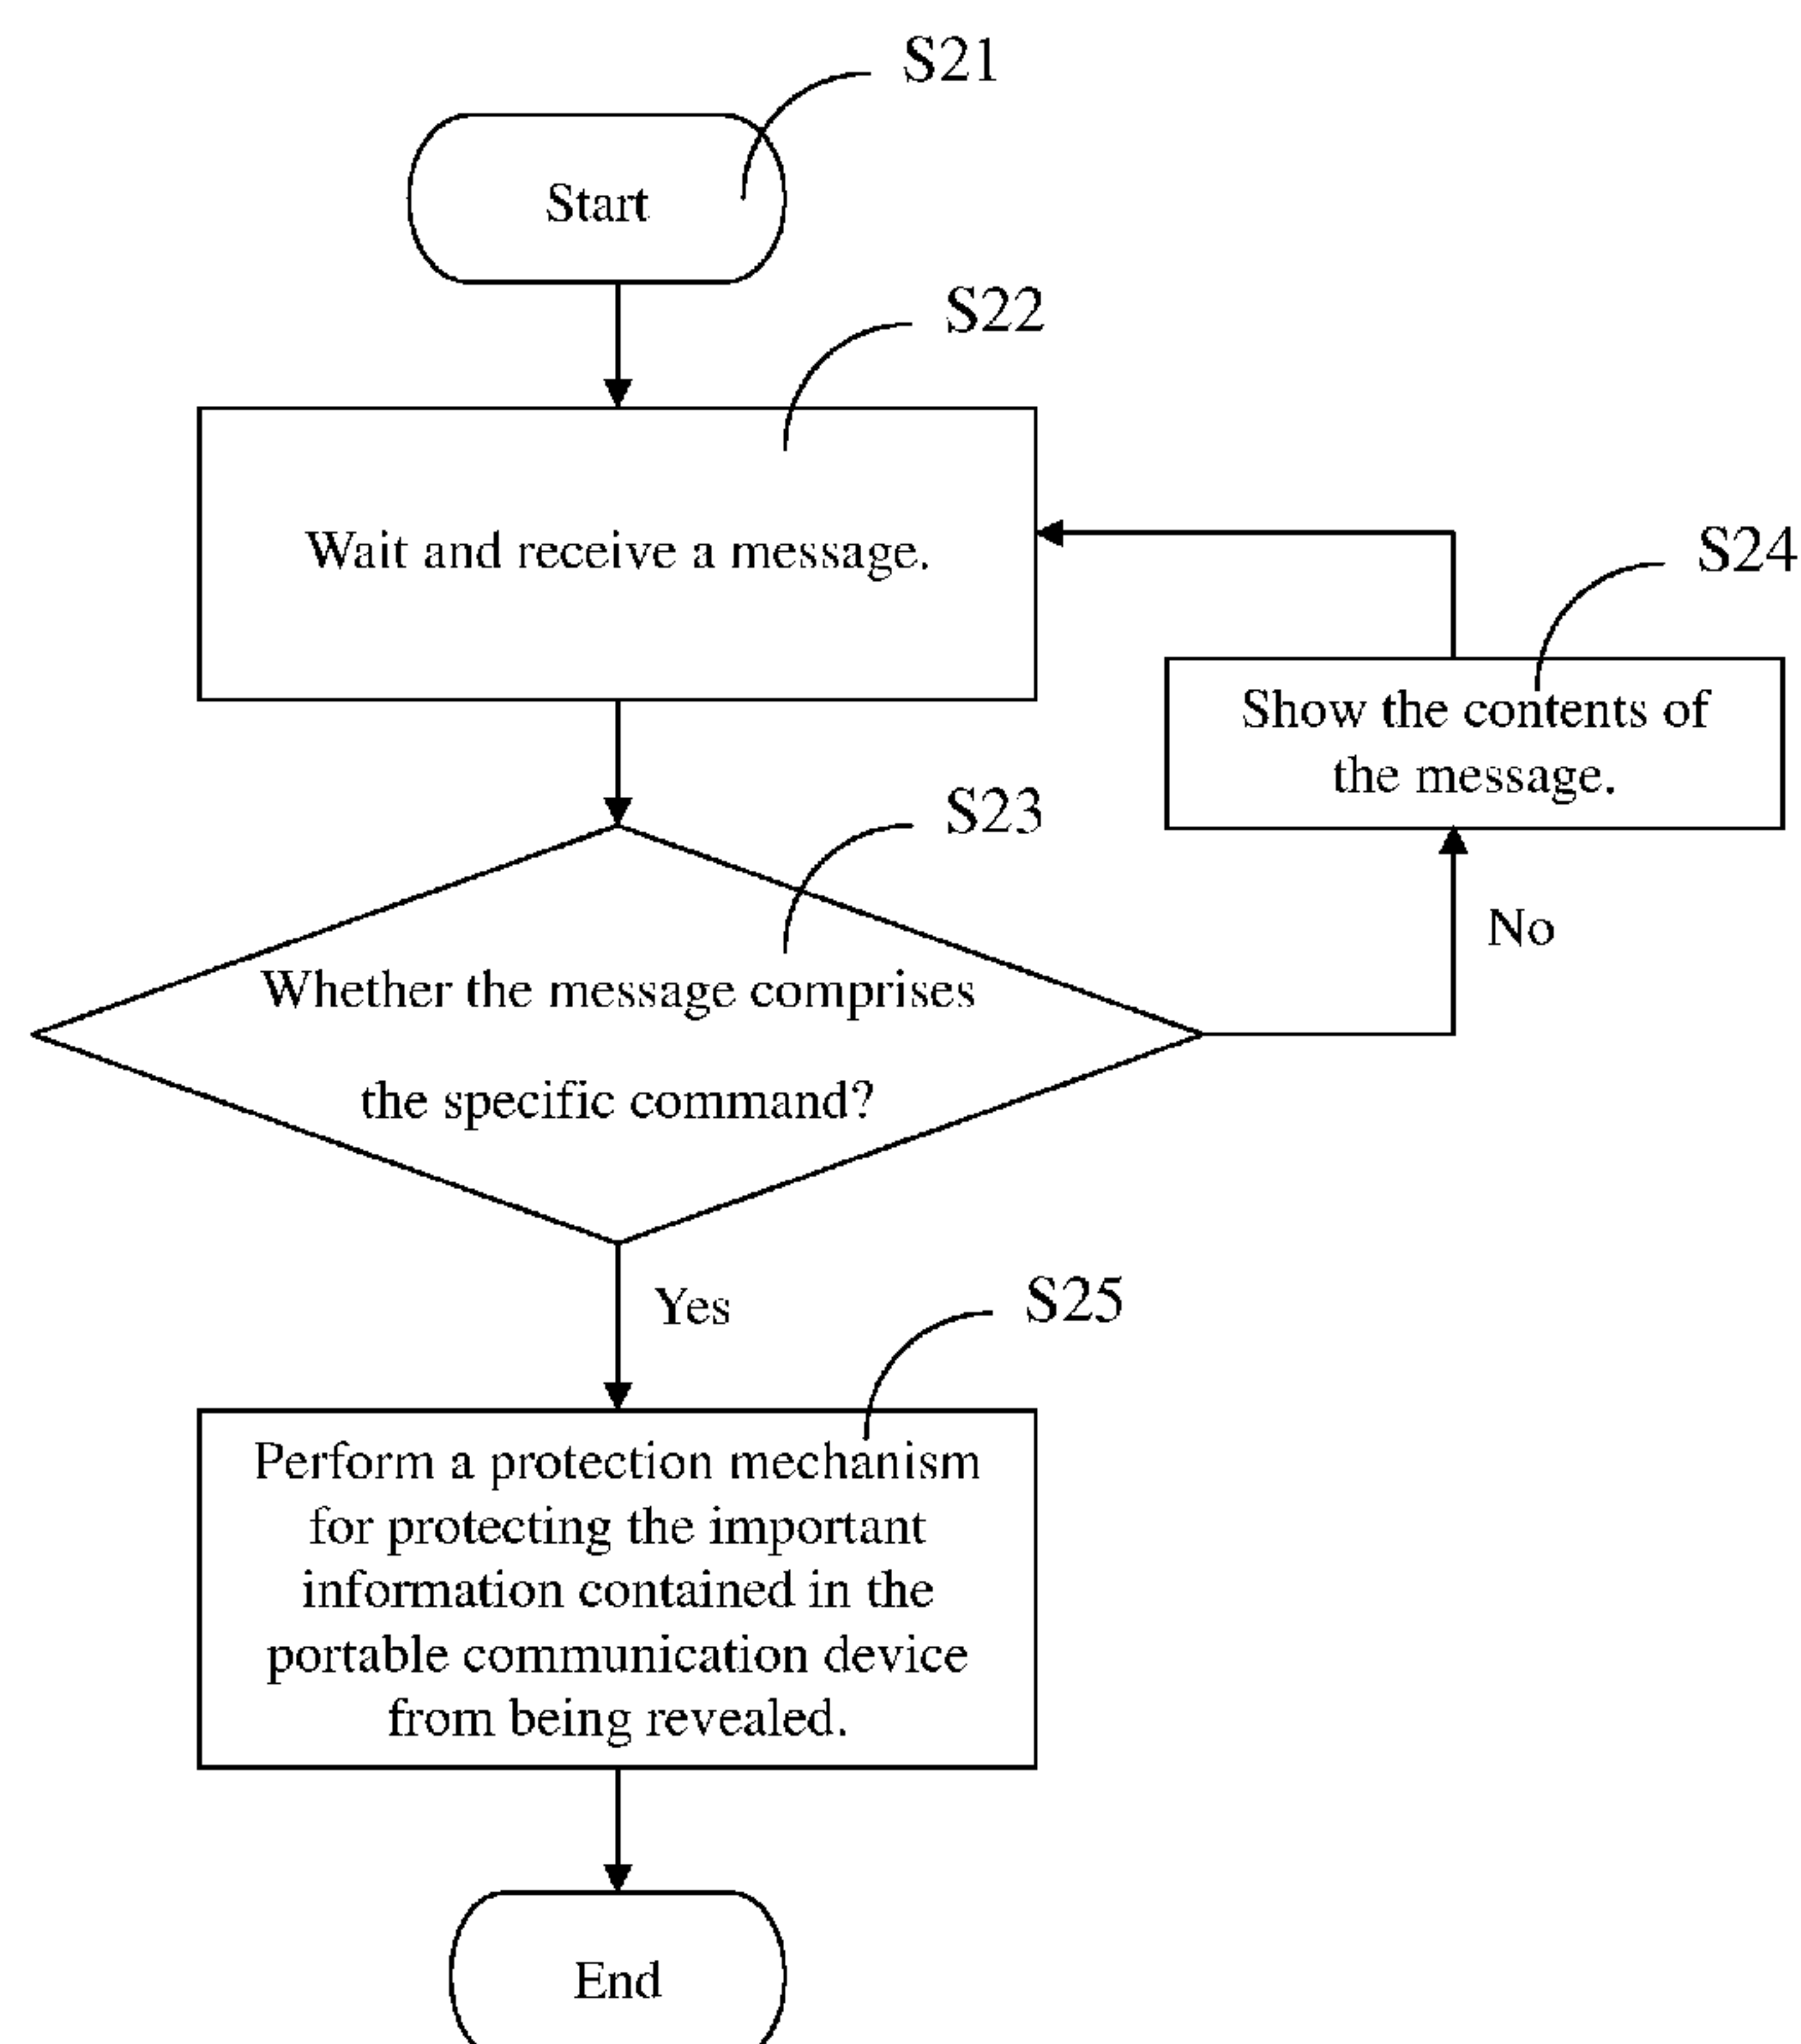 S21
Start
S22
Wait and receive a message.
S24
Show the contents of
the message.
S23
Whether the message comprises
the specific command?
No
Yes
S25
Perform a protection mechanism
for protecting the important
information contained in the
portable communication device
from being revealed.
End